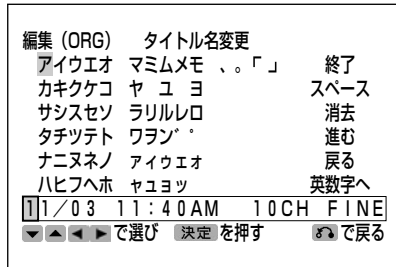 編集（ORG） タイトル名変更
アイウエオ マミムメモ 、。「」 終了
カキクケコ ヤ ユ ヨ スペース
サシスセソ ラリルレロ 消去
タチツテト ワヲン゛゜ 進む
ナニヌネノ ァィゥェォ 戻る
ハヒフヘホ ャュョッ 英数字へ
11／03 11：40AM 10CH FINE
▼▲◀▶で選び 決定 を押す で戻る